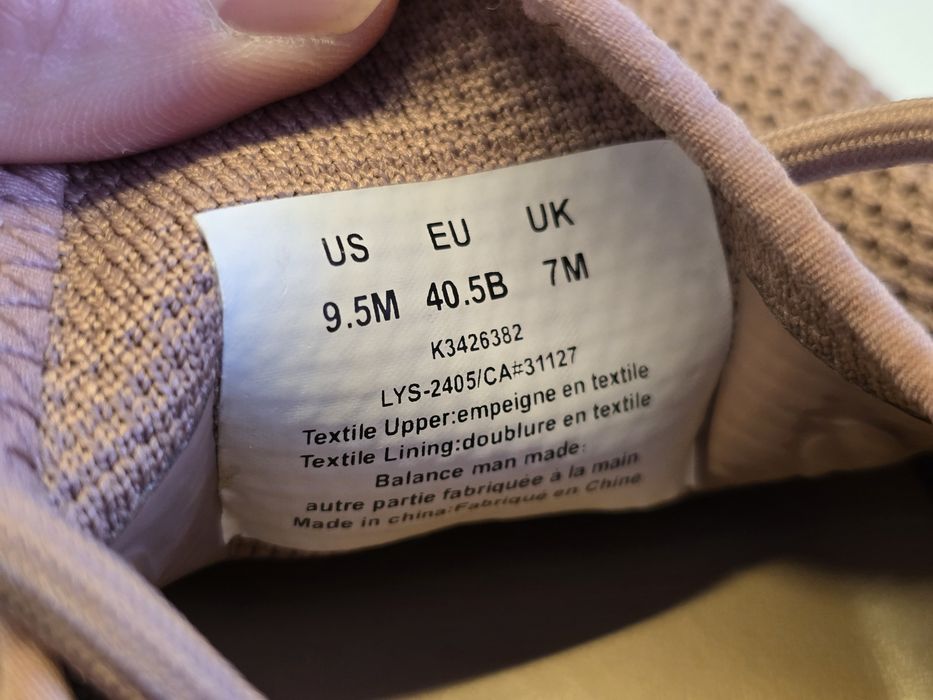 US EU UK
9.5M 40.5B 7M
K3426382
LYS-2405/CA#31127
Textile Upper:empeigne en textile
Textile Lining:doublure en textile
Balance man made:
autre partie fabriquée à la main
Made in china:Fabriqué en Chine